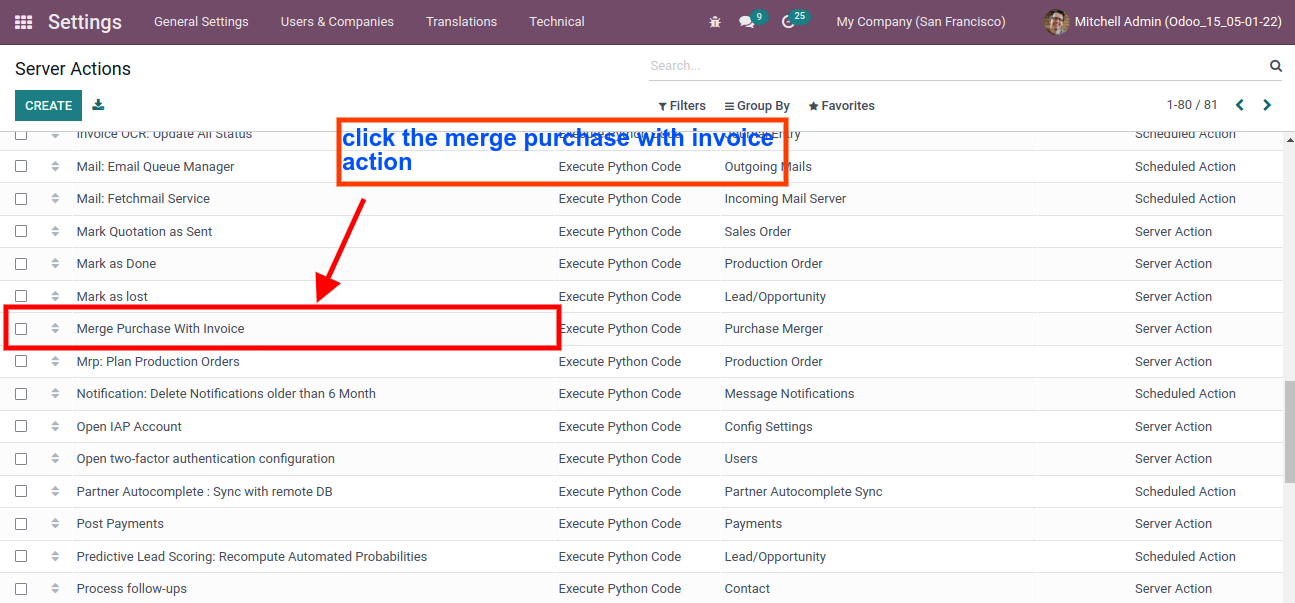 Settings General Settings Users & Companies Translations Technical 9 25 My Company (San Francisco) Mitchell Admin (Odoo_15_05-01-22)
Server Actions Search...
CREATE Filters Group By Favorites 1-80 / 81
Invoice OCR: Update All Status Execute Python Code Journal Entry Scheduled Action
click the merge purchase with invoice
action
Mail: Email Queue Manager Execute Python Code Outgoing Mails Scheduled Action
Mail: Fetchmail Service Execute Python Code Incoming Mail Server Scheduled Action
Mark Quotation as Sent Execute Python Code Sales Order Server Action
Mark as Done Execute Python Code Production Order Server Action
Mark as lost Execute Python Code Lead/Opportunity Server Action
Merge Purchase With Invoice Execute Python Code Purchase Merger Server Action
Mrp: Plan Production Orders Execute Python Code Production Order Server Action
Notification: Delete Notifications older than 6 Month Execute Python Code Message Notifications Scheduled Action
Open IAP Account Execute Python Code Config Settings Server Action
Open two-factor authentication configuration Execute Python Code Users Server Action
Partner Autocomplete : Sync with remote DB Execute Python Code Partner Autocomplete Sync Scheduled Action
Post Payments Execute Python Code Payments Server Action
Predictive Lead Scoring: Recompute Automated Probabilities Execute Python Code Lead/Opportunity Scheduled Action
Process follow-ups Execute Python Code Contact Server Action